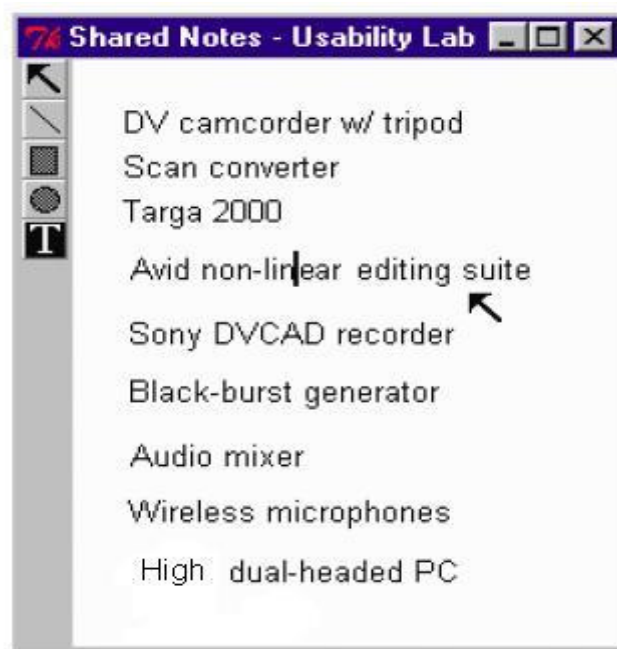 Shared Notes - Usability Lab
T
DV camcorder w/ tripod
Scan converter
Targa 2000
Avid non-linear editing suite
Sony DVCAD recorder
Black-burst generator
Audio mixer
Wireless microphones
High dual-headed PC